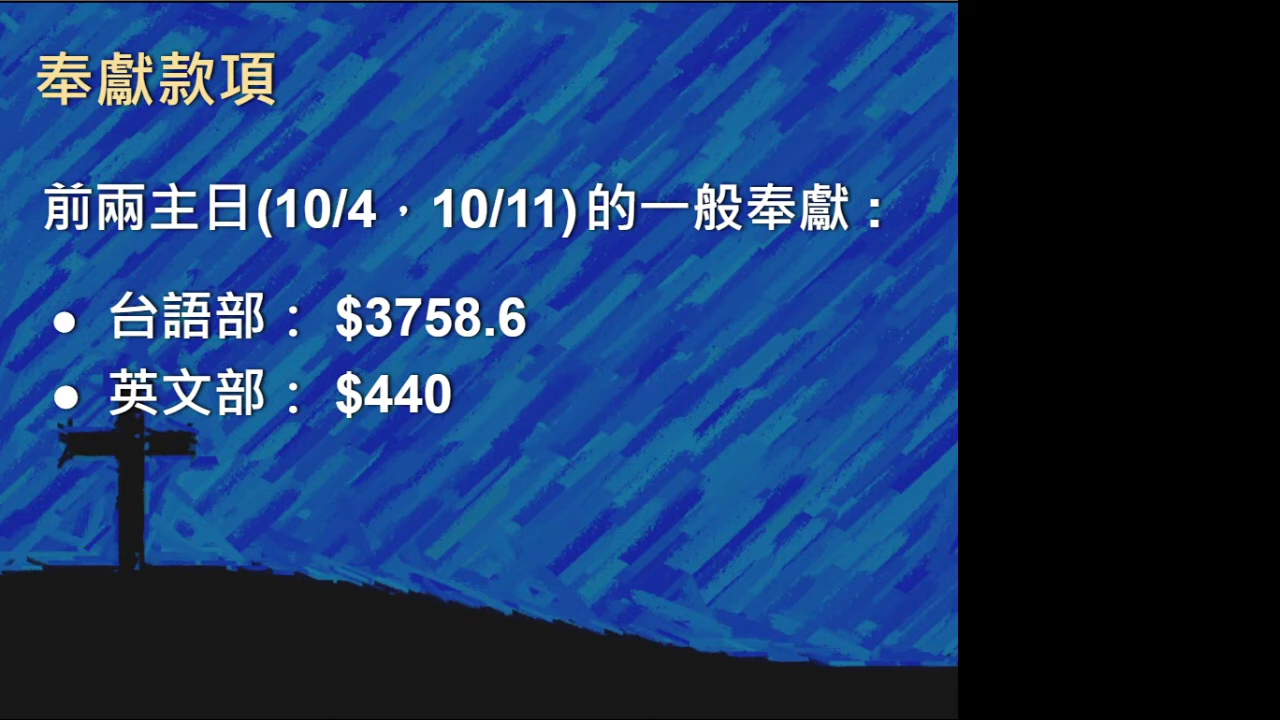 奉獻款項
前兩主日(10/4，10/11)的一般奉獻：
● 台語部： $3758.6
● 英文部： $440